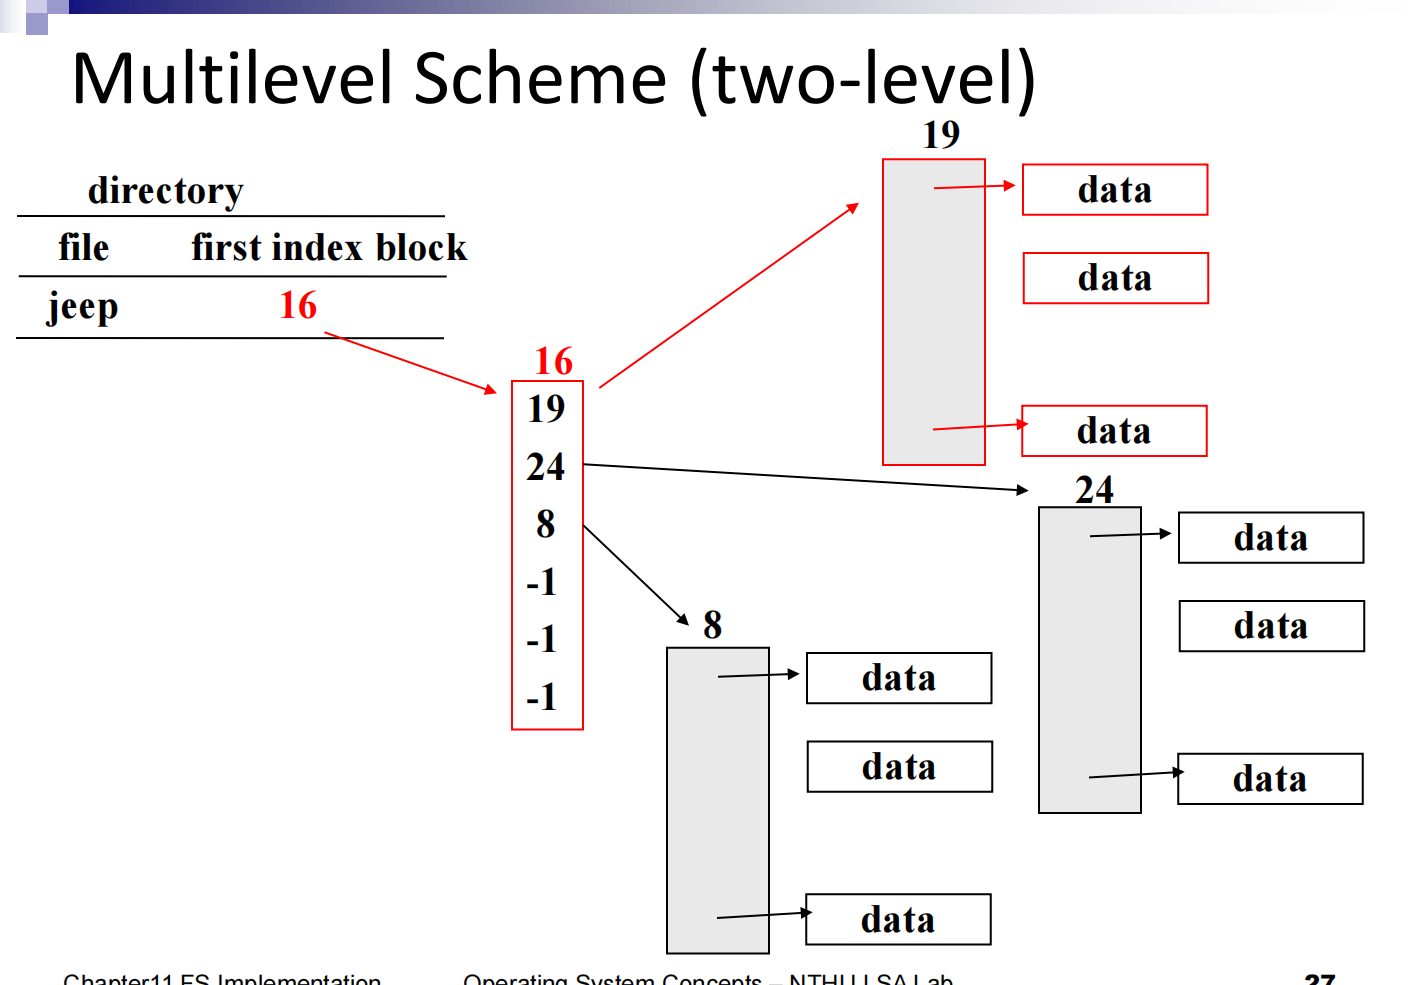 Multilevel Scheme (two-level)
19
directory
data
file first index block
data
jeep 16
16
19
data
24
24
8
data
-1
8
data
-1
data
-1
data
data
data
Chapter11 FS Implementation Operating System Concepts – NTHU LSA Lab 27